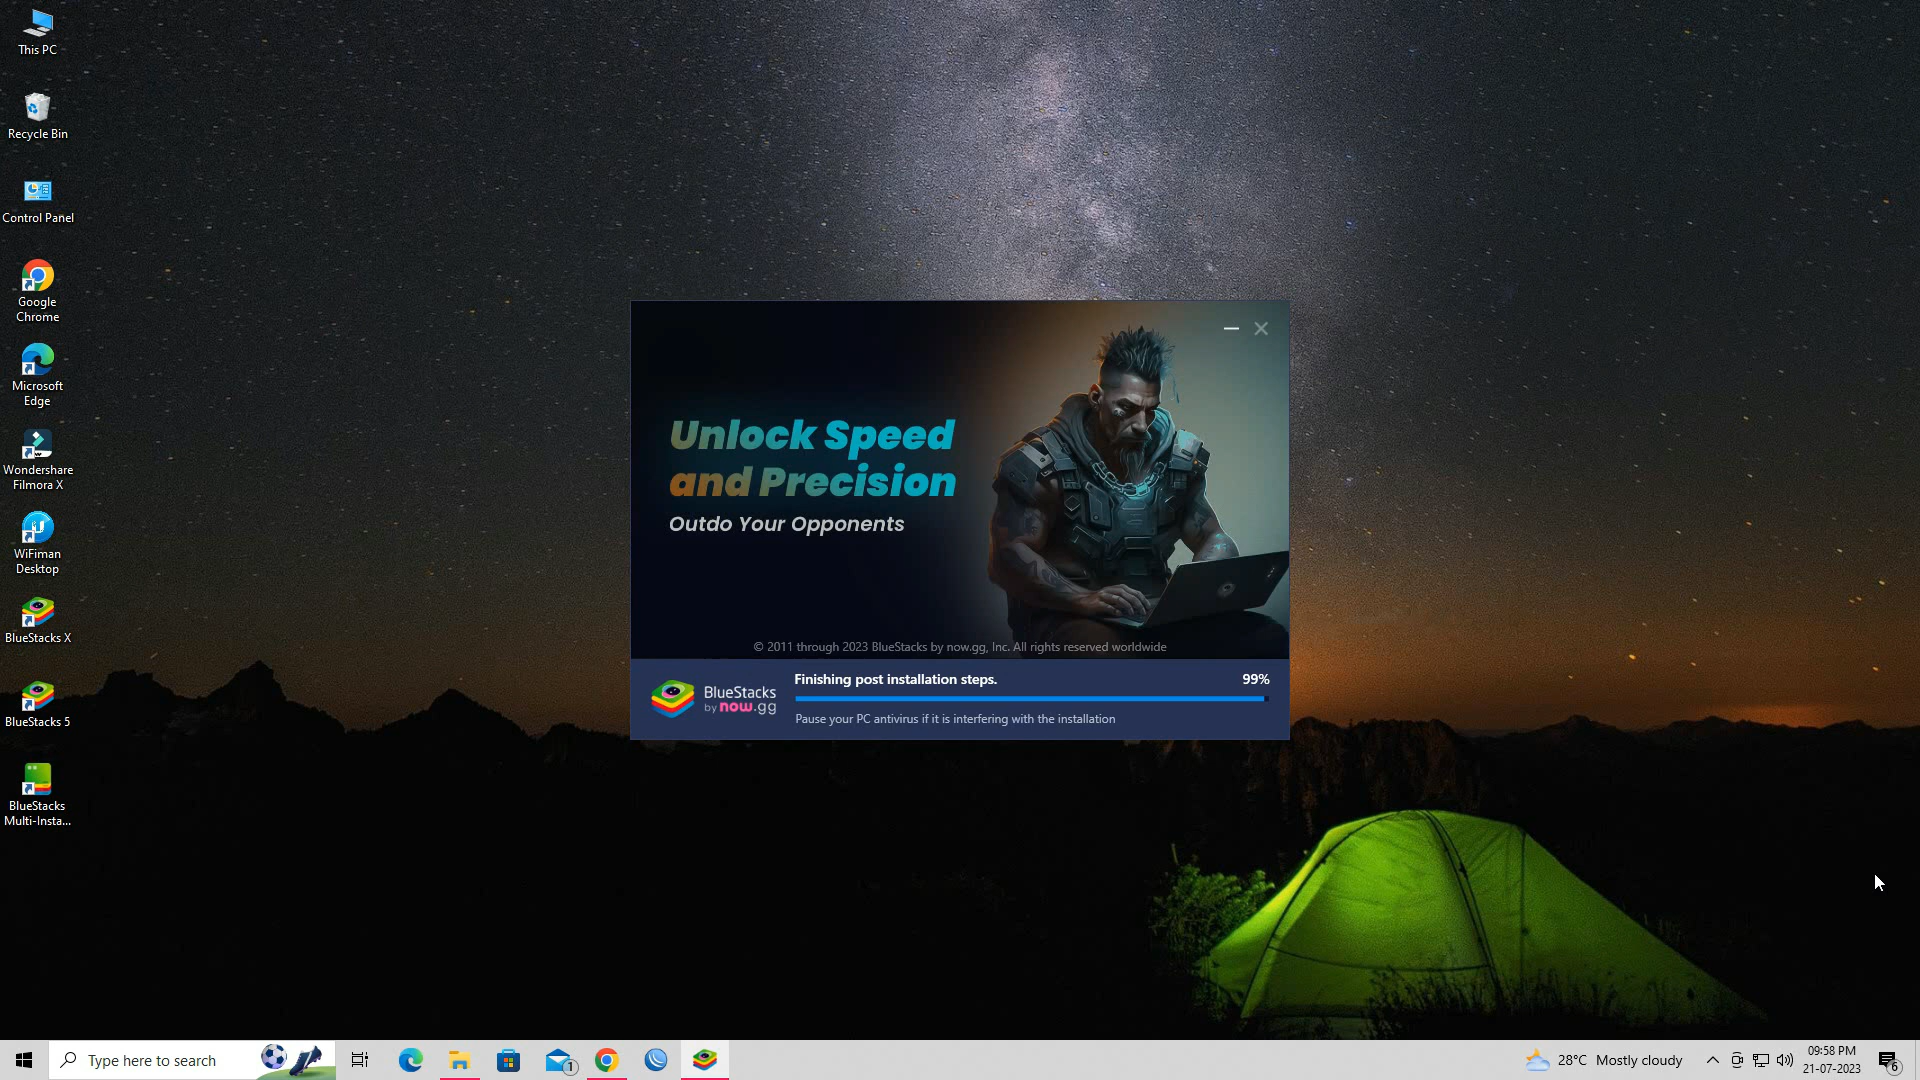 This PC
Recycle Bin
Control Panel
Google
Chrome
Microsoft
Edge
Wondershare
Filmora X
WiFiman
Desktop
BlueStacks X
BlueStacks 5
BlueStacks
Multi-Insta...
Unlock Speed
and Precision
Outdo Your Opponents
© 2011 through 2023 BlueStacks by now.gg, Inc. All rights reserved worldwide
BlueStacks
by now.gg
Finishing post installation steps.
99%
Pause your PC antivirus if it is interfering with the installation
Type here to search
1
28°C Mostly cloudy
09:58 PM
21-07-2023
6